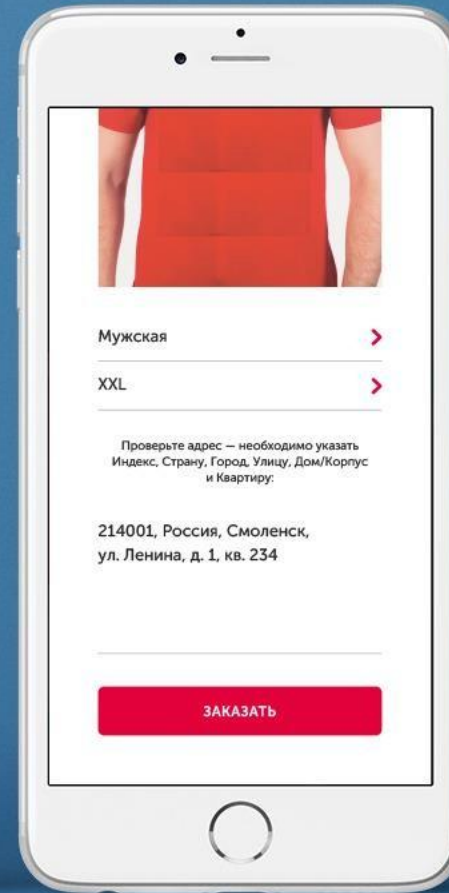 Мужская
XXL
Проверьте адрес — необходимо указать
Индекс, Страну, Город, Улицу, Дом/Корпус
и Квартиру:
214001, Россия, Смоленск,
ул. Ленина, д. 1, кв. 234
ЗАКАЗАТЬ